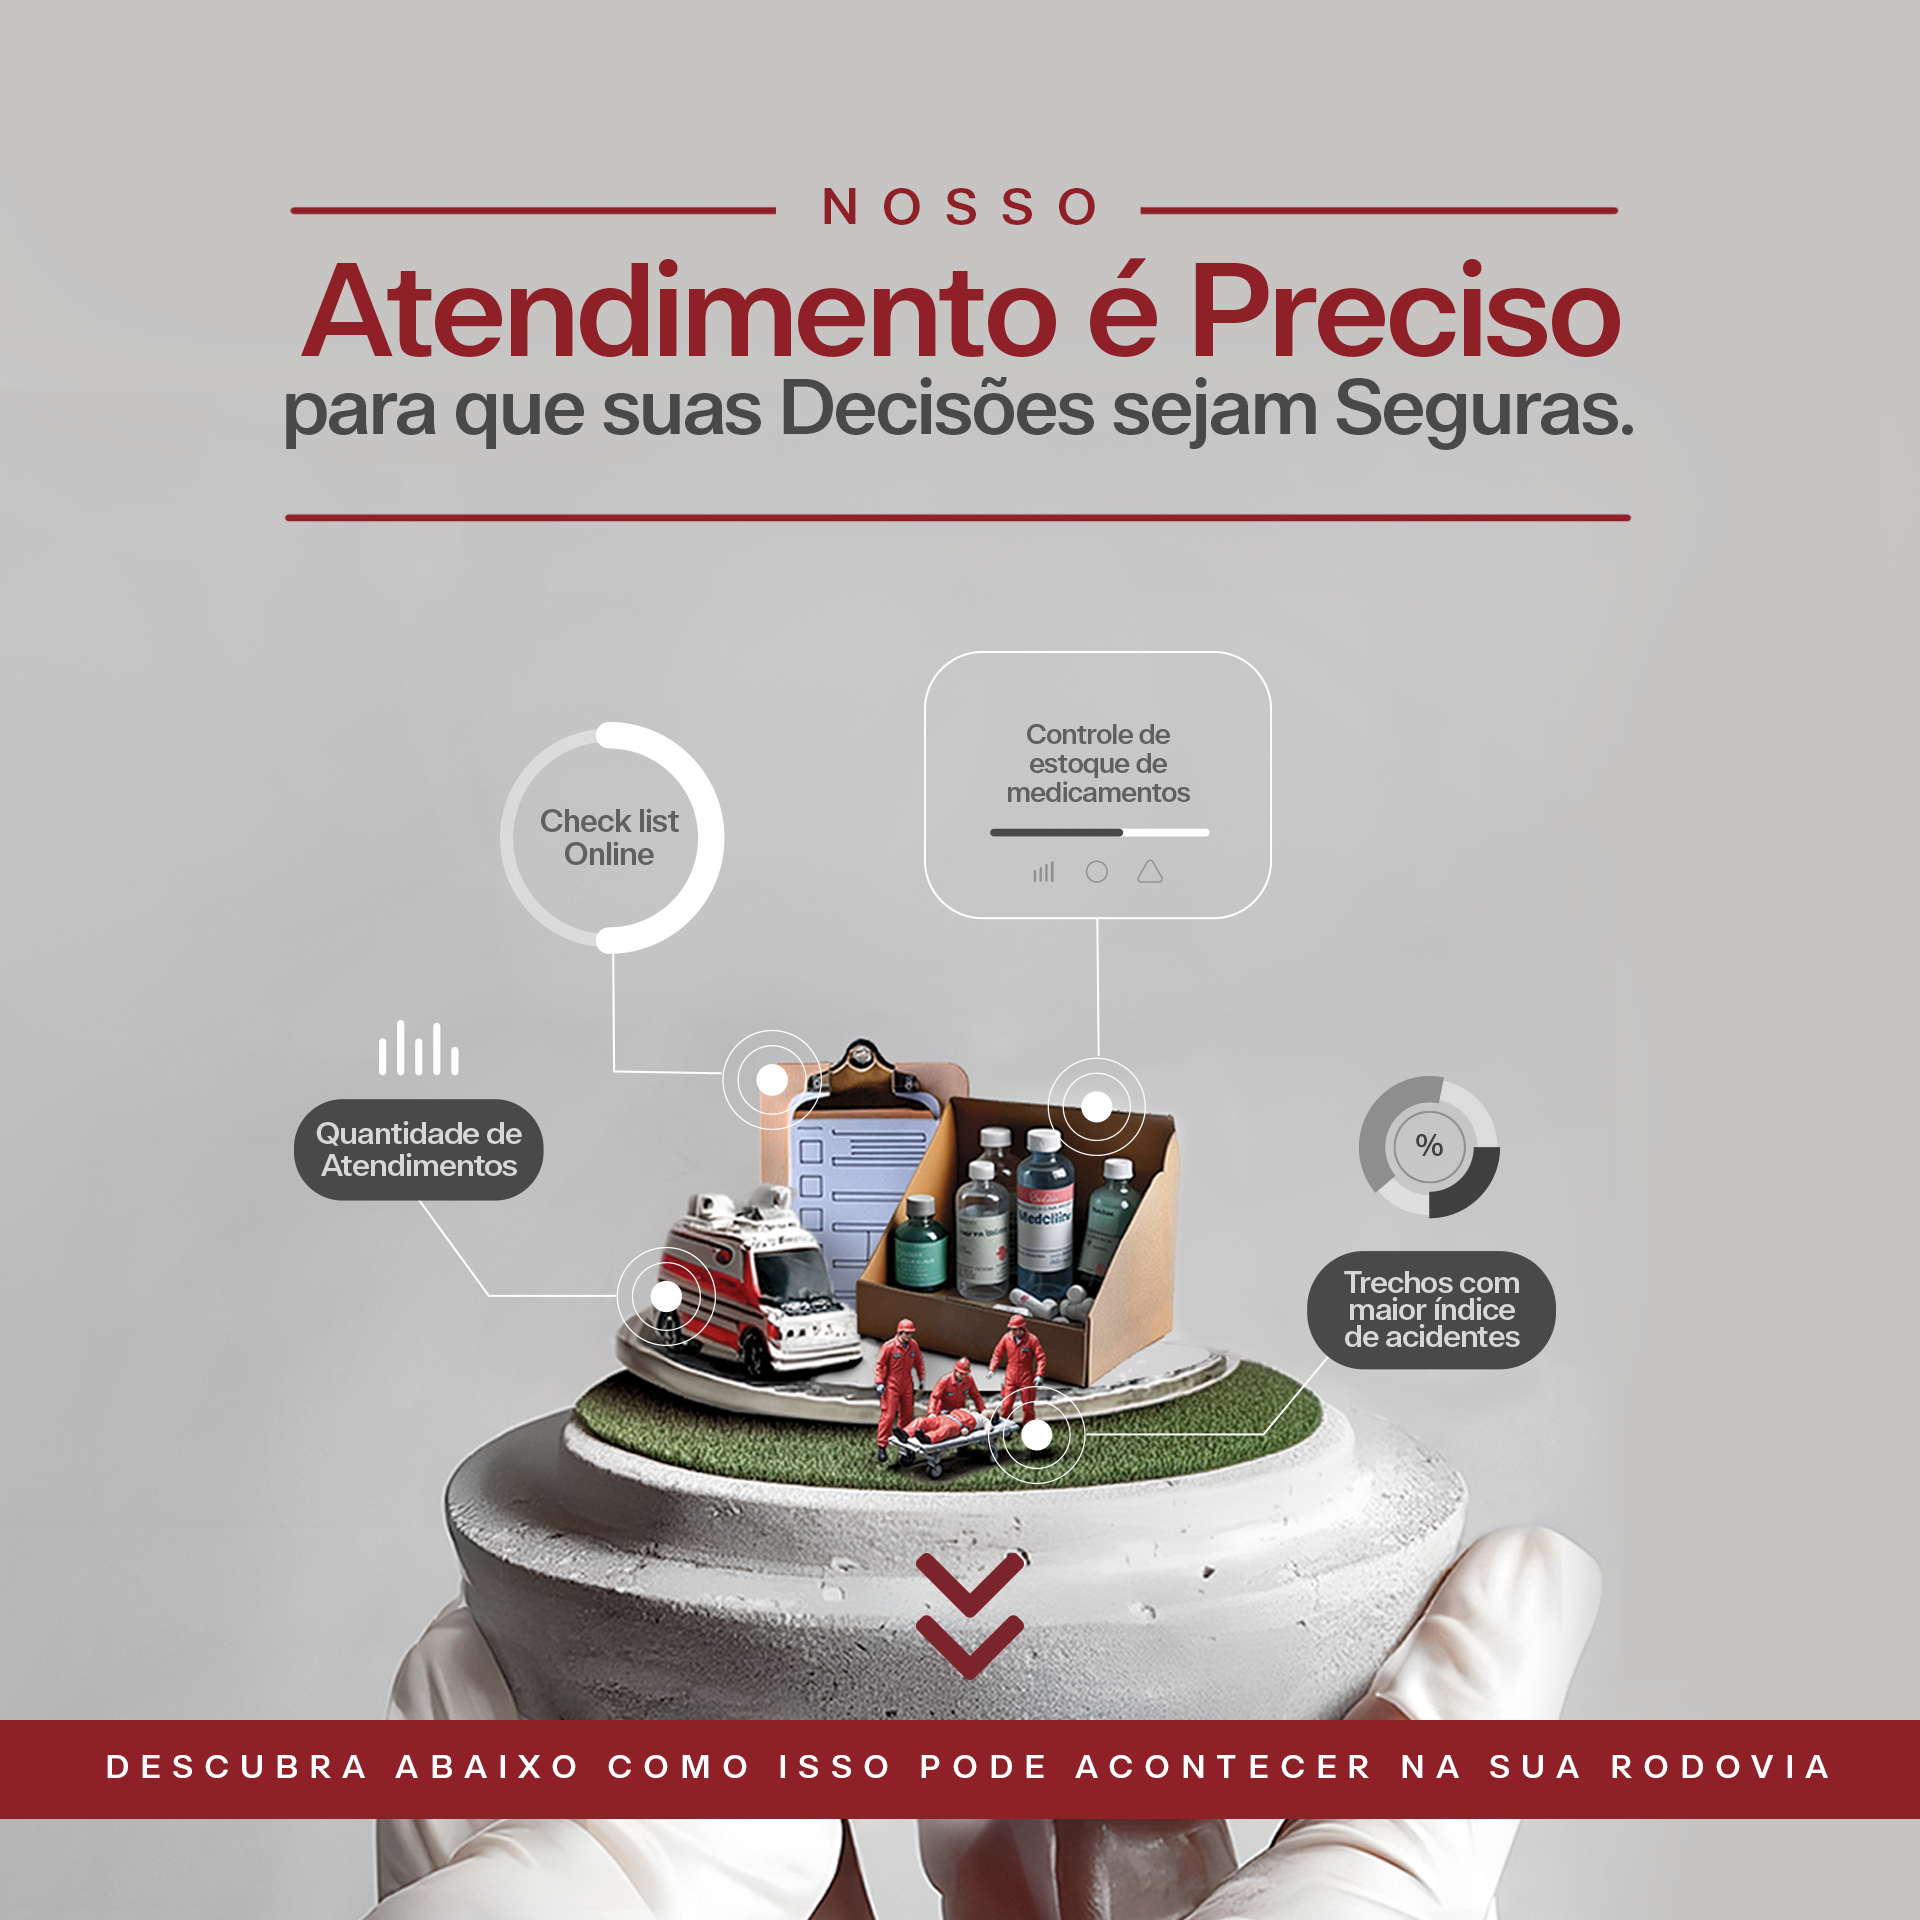 NOSSO
Atendimento é Preciso
para que suas Decisões sejam Seguras.
Controle de
estoque de
medicamentos
Check list
Online
Quantidade de
Atendimentos
%
Trechos com
maior índice
de acidentes
Medcitine
DESCUBRA ABAIXO COMO ISSO PODE ACONTECER NA SUA RODOVIA